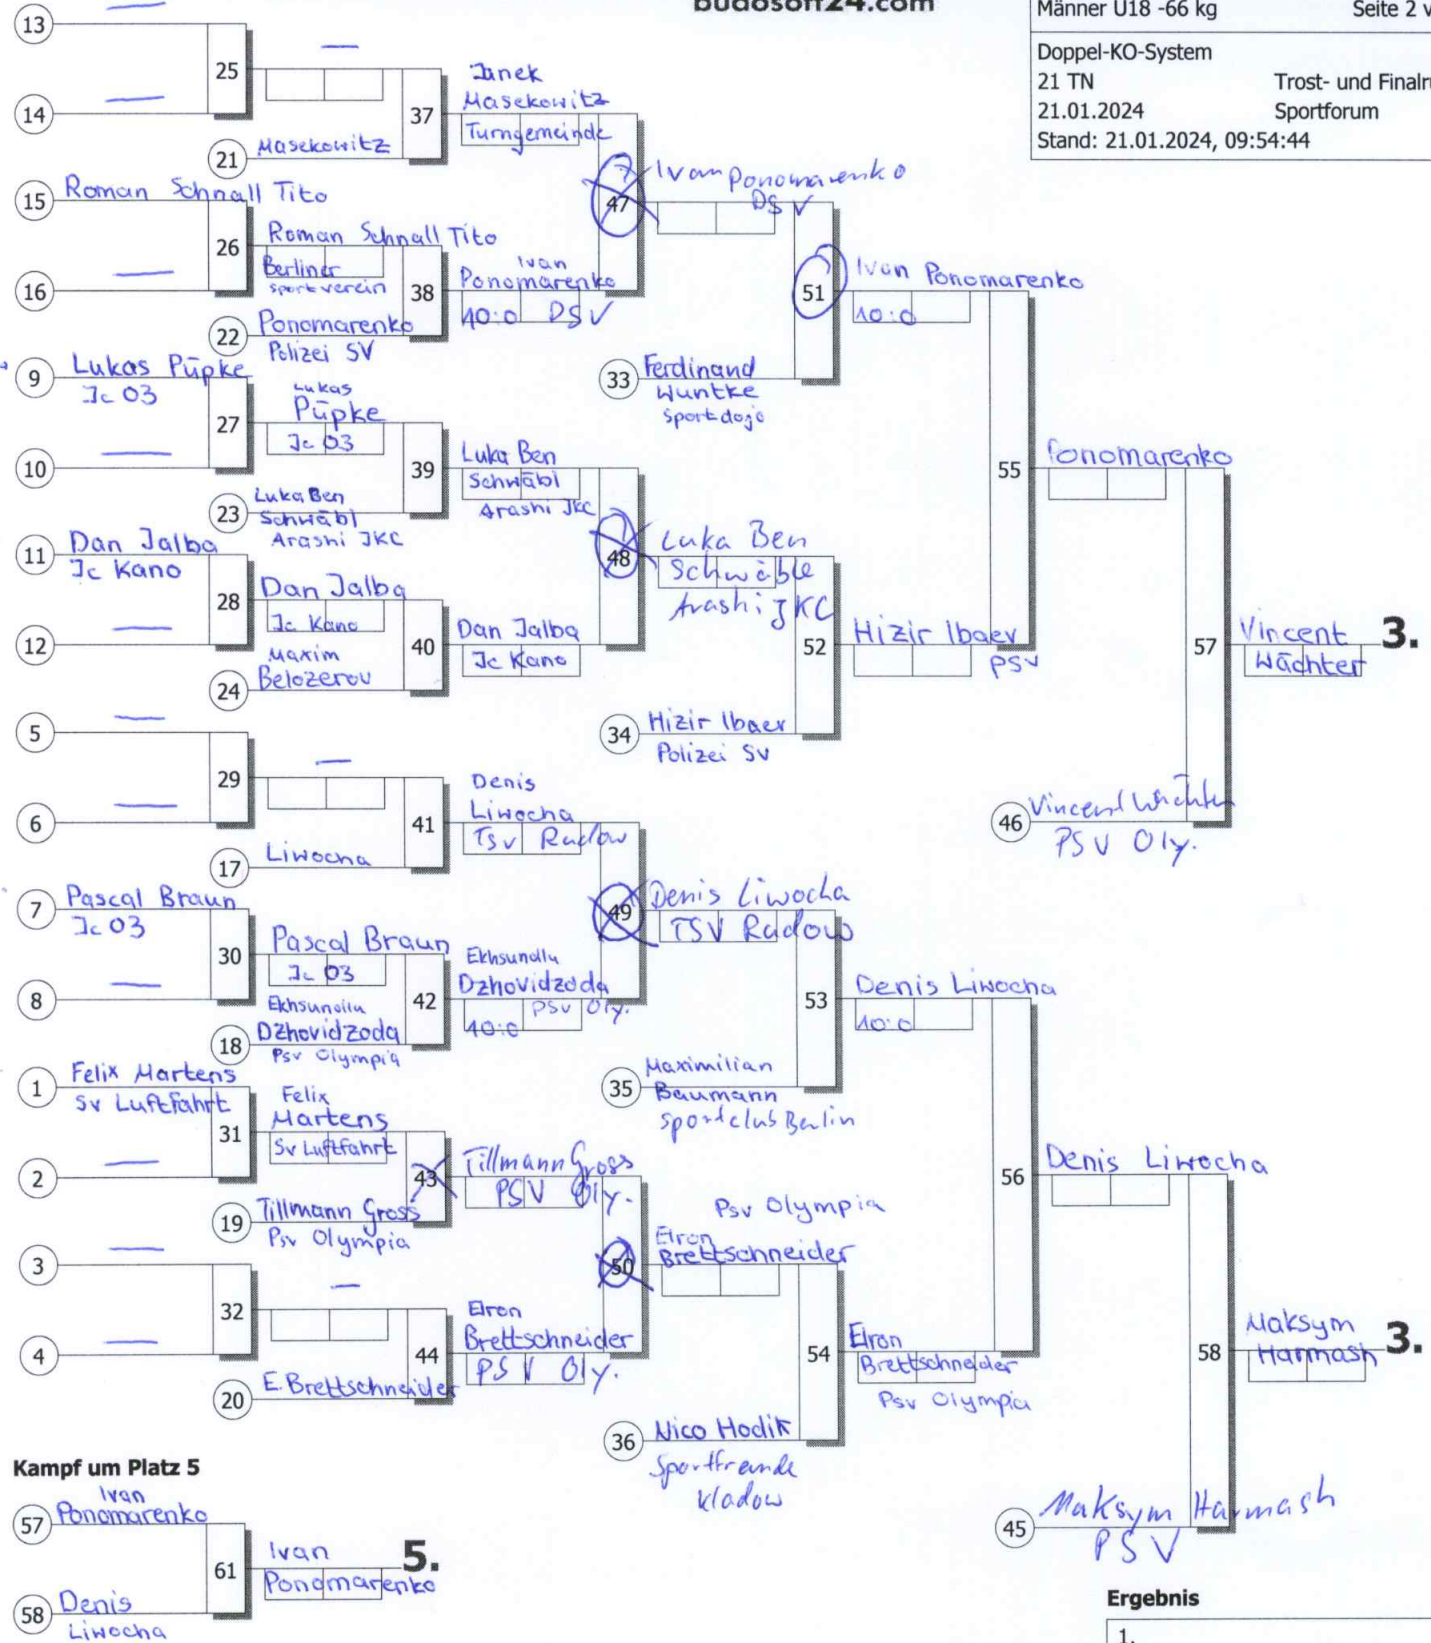 budosoft24.com
Männer U18 -66 kg Seite 2 v
Doppel-KO-System
21 TN Trost- und Finalru
21.01.2024 Sportforum
Stand: 21.01.2024, 09:54:44
13
25
14
21 Masekowitz
37
Janek
Masekowitz
Turngemeinde
15 Roman Schnall Tito
26
16
Roman Schnall Tito
Berliner
sportverein
22 Ponomarenko
Polizei SV
38
Ivan
Ponomarenko
10:0 DSV
47
Ivan Ponomarenko
DSV
33 Ferdinand
Wuntke
Sportdojo
51
Ivan Ponomarenko
10:0
9 Lukas Püpke
Jc 03
27
10
Lukas
Püpke
Jc 03
23 Luka Ben
Schwäbl
Arashi JKC
39
Luka Ben
Schwäbl
Arashi JKC
11 Dan Jalba
Jc Kano
28
12
Dan Jalba
Jc Kano
Maxim
24 Belozerov
40
Dan Jalba
Jc Kano
48
Luka Ben
Schwäble
Arashi JKC
34 Hizir Ibaev
Polizei SV
52
Hizir Ibaev
PSV
55
Ponomarenko
46 Vincent Wächter
PSV Oly.
57
Vincent
Wächter
3.
5
29
6
17 Liwocha
41
Denis
Liwocha
TSV Rudow
7 Pascal Braun
Jc 03
30
8
Pascal Braun
Jc 03
Ekhsunollu
18 Dzhovidzoda
Psv Olympia
42
Ekhsundlu
Dzhovidzoda
10:0 PSV Oly.
49
Denis Liwocha
TSV Rudow
35 Maximilian
Baumann
Sportclub Berlin
53
Denis Liwocha
10:0
1 Felix Martens
Sv Luftfahrt
31
2
Felix
Martens
Sv Luftfahrt
19 Tillmann Gross
Psv Olympia
43
Tillmann Gross
PSV Oly.
3
32
4
20 E. Brettschneider
44
Elron
Brettschneider
PSV Oly.
50
Psv Olympia
Elron
Brettschneider
36 Nico Hodik
Sportfreunde
Kladow
54
Elron
Brettschneider
Psv Olympia
56
Denis Liwocha
45 Maksym Harmash
PSV
58
Maksym
Harmash
3.
Kampf um Platz 5
Ivan
57 Ponomarenko
61
58 Denis
Liwocha
Ivan
Ponomarenko
5.
Ergebnis
1.